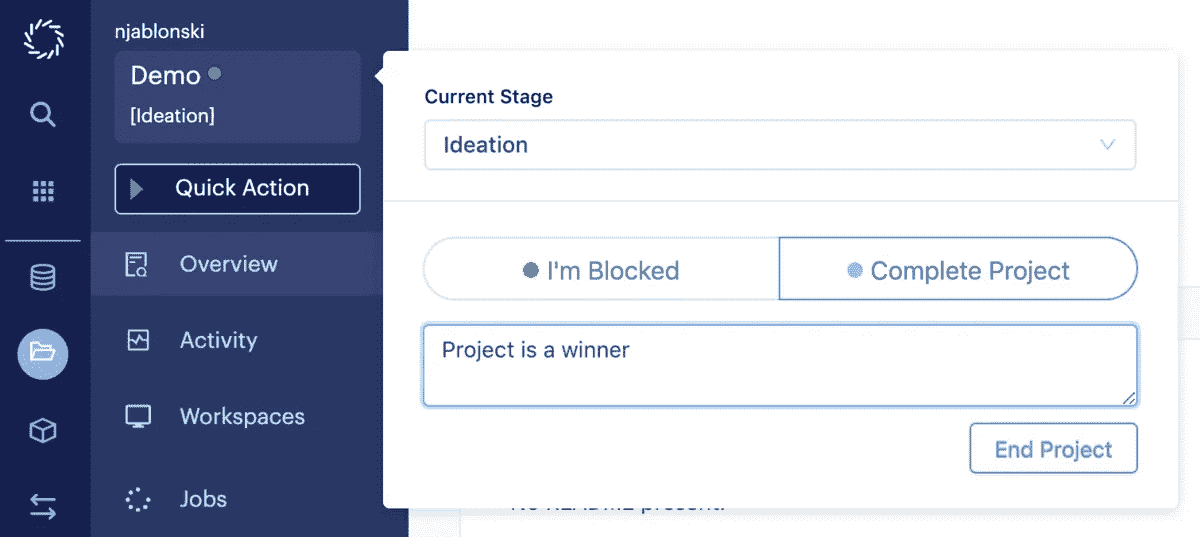 njablonski
Demo
[Ideation]
Quick Action
Overview
Activity
Workspaces
Jobs
Current Stage
Ideation
I'm Blocked
Complete Project
Project is a winner
End Project
No README present.